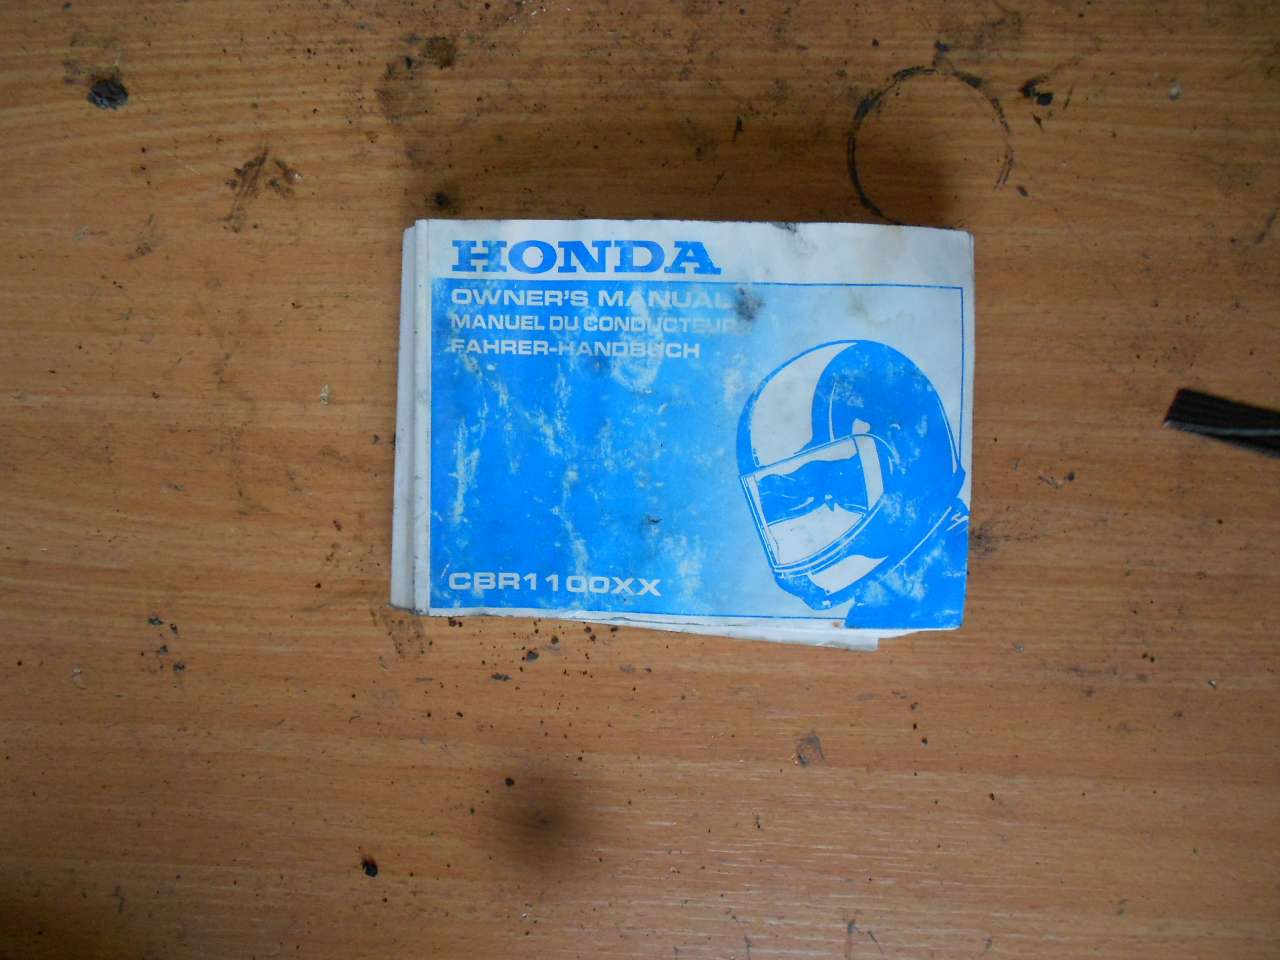 HONDA
OWNER'S MANUAL
MANUEL DU CONDUCTEUR
FAHRER-HANDBUCH
CBR1100XX